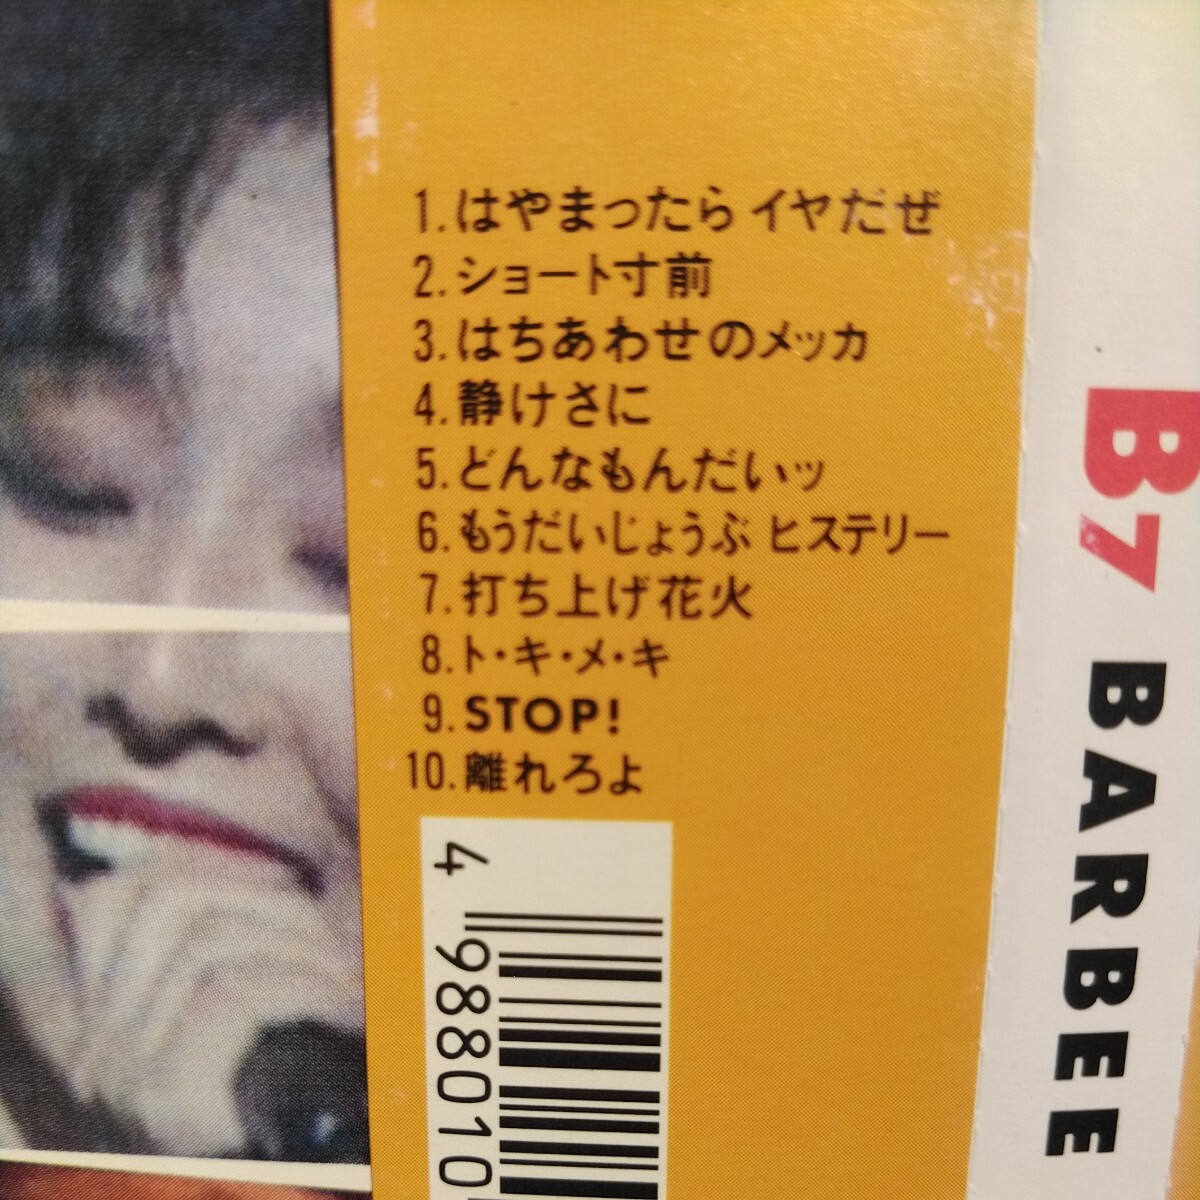 1.はやまったら イヤだぜ
2.ショート寸前
3.はちあわせのメッカ
4.静けさに
5.どんなもんだいッ
6.もうだいじょうぶ ヒステリー
7.打ち上げ花火
8.ト・キ・メ・キ
9.STOP!
10.離れろよ
4 98801
B7 BARBEE